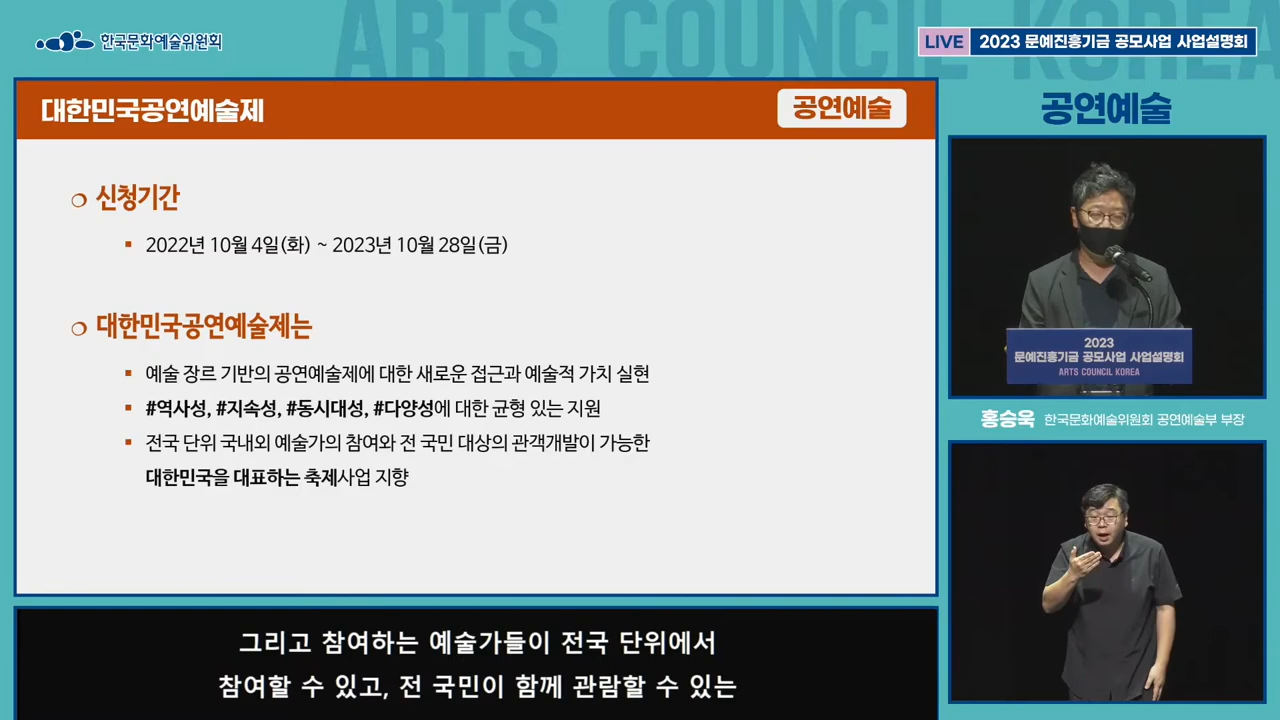 ARTS COUNCIL KOREA
한국문화예술위원회
LIVE 2023 문예진흥기금 공모사업 사업설명회
대한민국공연예술제
공연예술
❍ 신청기간
▪ 2022년 10월 4일(화) ~ 2023년 10월 28일(금)
❍ 대한민국공연예술제는
▪ 예술 장르 기반의 공연예술제에 대한 새로운 접근과 예술적 가치 실현
▪ #역사성, #지속성, #동시대성, #다양성에 대한 균형 있는 지원
▪ 전국 단위 국내외 예술가의 참여와 전 국민 대상의 관객개발이 가능한
대한민국을 대표하는 축제사업 지향
공연예술
2023
문예진흥기금 공모사업 사업설명회
ARTS COUNCIL KOREA
홍승욱 한국문화예술위원회 공연예술부 부장
그리고 참여하는 예술가들이 전국 단위에서
참여할 수 있고, 전 국민이 함께 관람할 수 있는